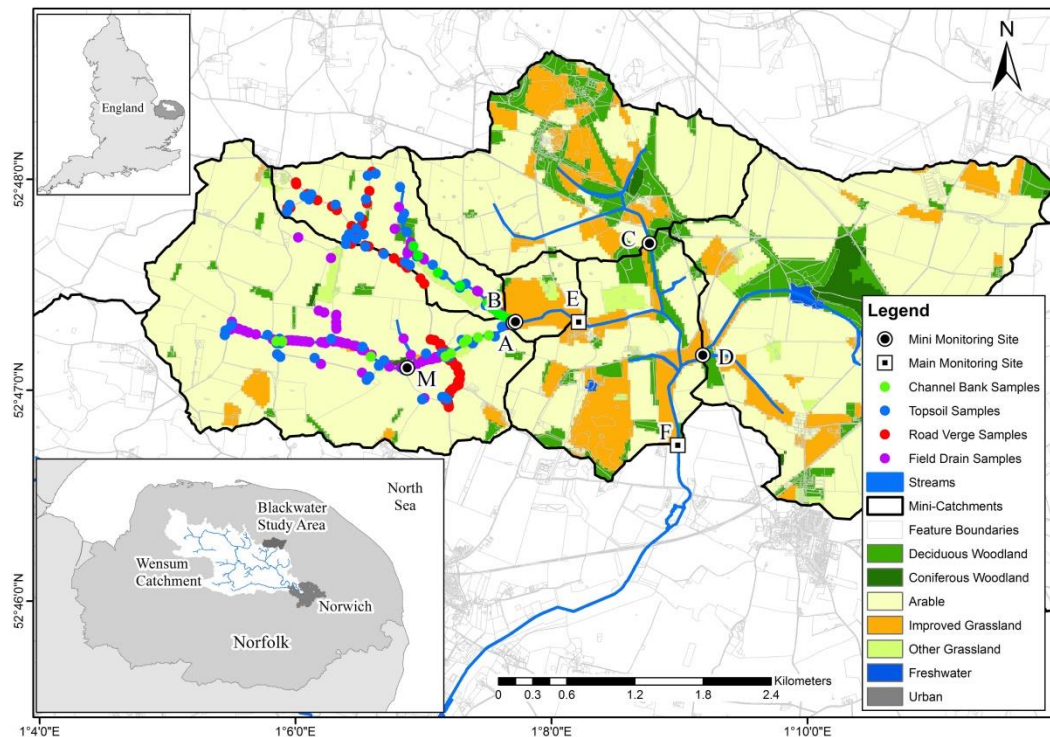 England
N
52°48'0"N
52°47'0"N
52°46'0"N
C
B
E
A
D
M
F
North
Sea
Blackwater
Study Area
Wensum
Catchment
Norwich
Norfolk
Legend
Mini Monitoring Site
Main Monitoring Site
Channel Bank Samples
Topsoil Samples
Road Verge Samples
Field Drain Samples
Streams
Mini-Catchments
Feature Boundaries
Deciduous Woodland
Coniferous Woodland
Arable
Improved Grassland
Other Grassland
Freshwater
Urban
Kilometers
0 0.3 0.6 1.2 1.8 2.4
1°4'0"E 1°6'0"E 1°8'0"E 1°10'0"E